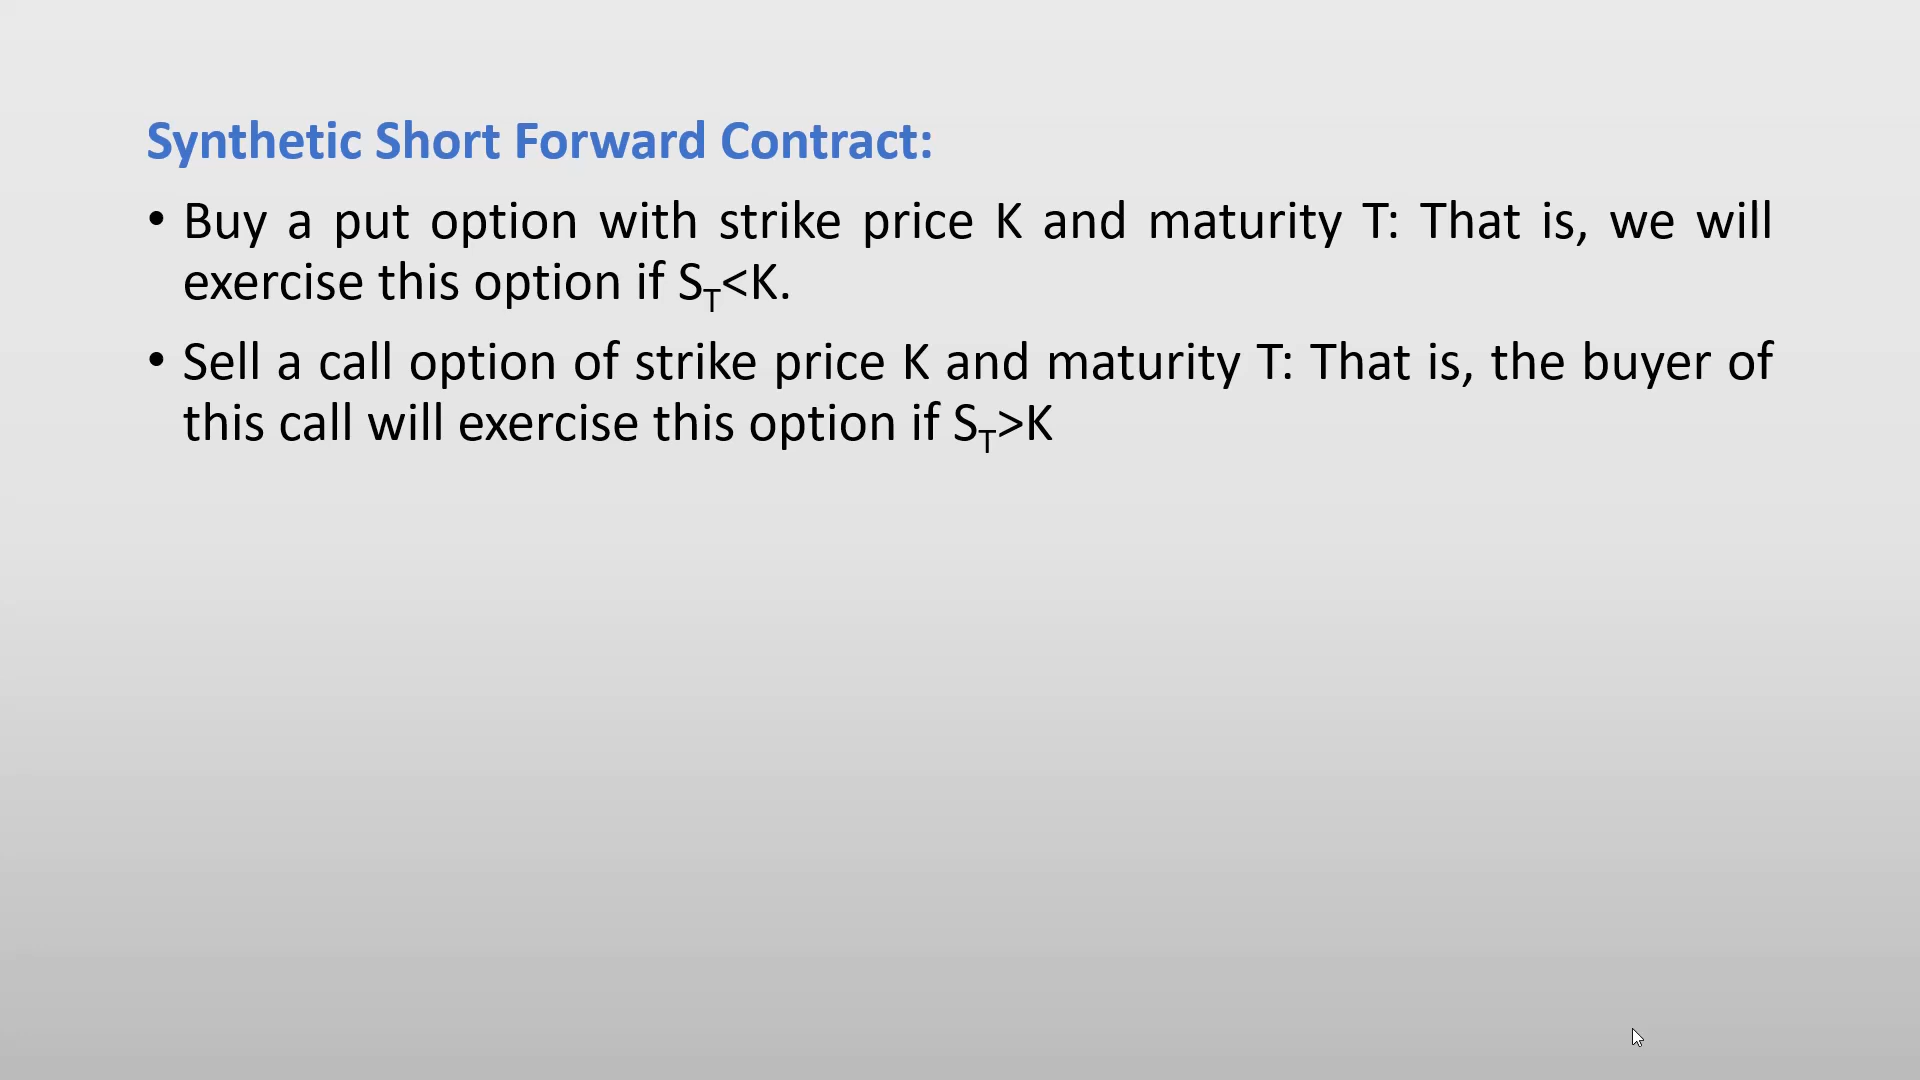 Synthetic Short Forward Contract:
• Buy a put option with strike price K and maturity T: That is, we will
exercise this option if S_T<K.
• Sell a call option of strike price K and maturity T: That is, the buyer of
this call will exercise this option if S_T>K